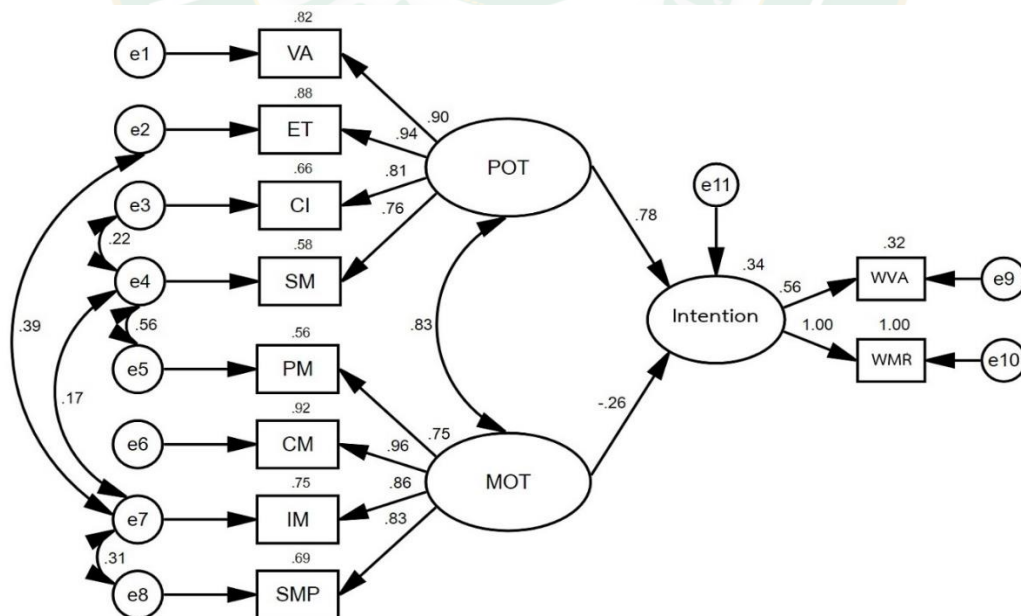 .82
e1
VA
.90
.88
e2
ET
.94
POT
.66
.81
e3
CI
.76
e11
.78
.22
.58
.34
.32
e4
SM
.56
WVA
e9
Intention
.39
.56
.83
1.00
1.00
.56
WMR
e10
e5
PM
.17
-.26
.92
.75
e6
CM
.96
MOT
.75
.86
e7
IM
.83
.31
.69
e8
SMP